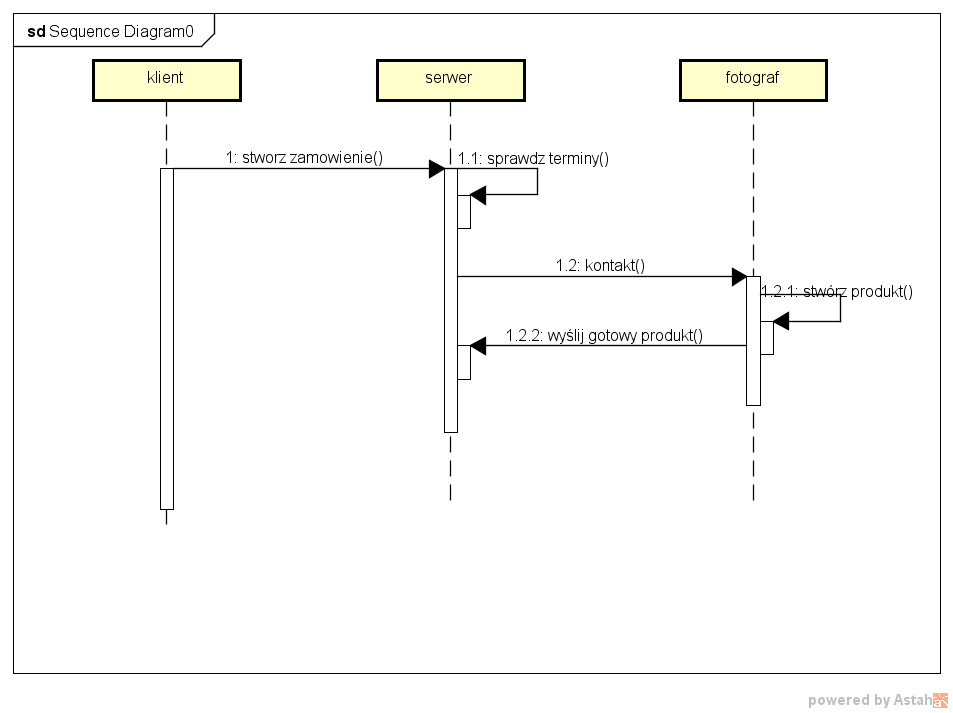 sd Sequence Diagram0
klient
serwer
fotograf
1: stworz zamowienie()
1.1: sprawdz terminy()
1.2: kontakt()
1.2.1: stwórz produkt()
1.2.2: wyślij gotowy produkt()
powered by Astah